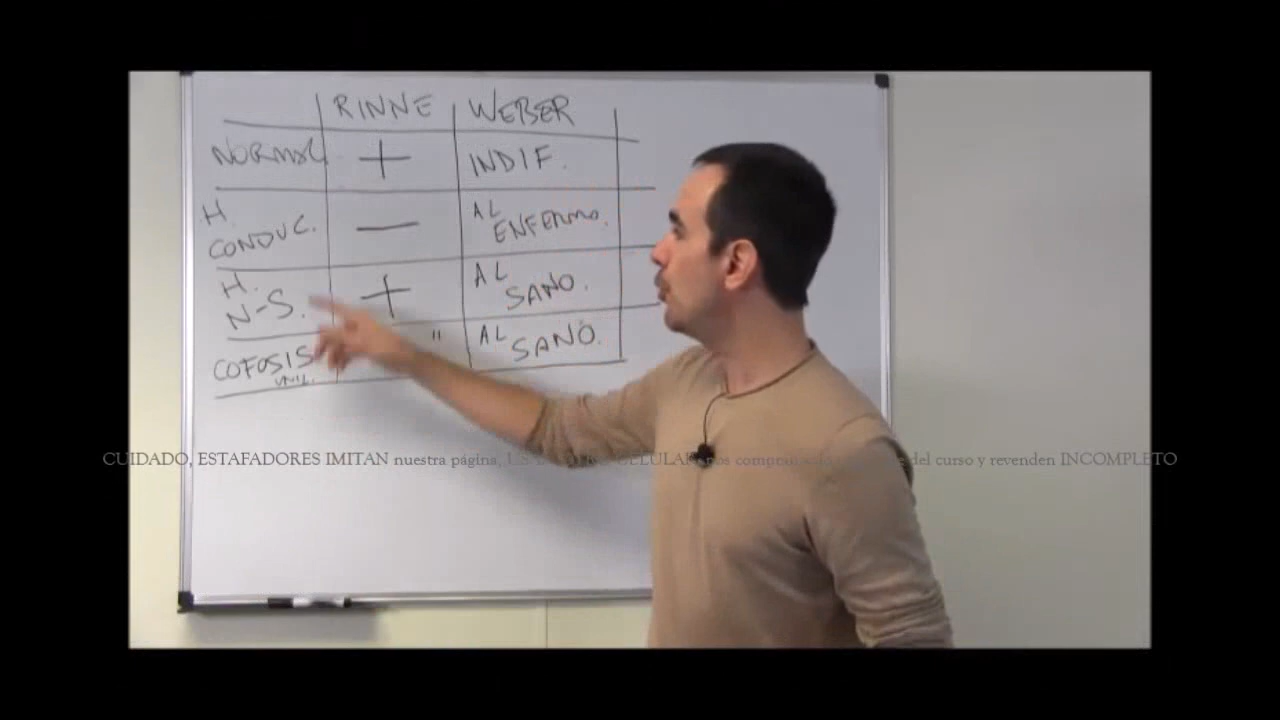 RINNE WEBER
NORMAL + INDIF.
H. CONDUC. — AL ENFERMO.
H. N-S. + AL SANO.
COFOSIS UNIL. " AL SANO.
CUIDADO, ESTAFADORES IMITAN nuestra página, del curso y revenden INCOMPLETO